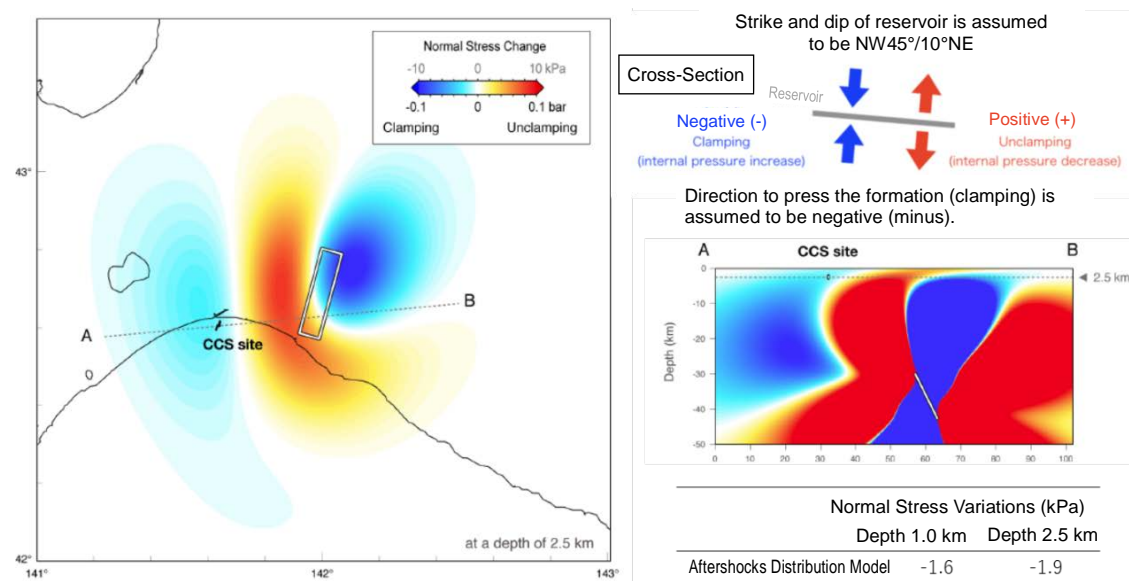 Normal Stress Change
-10 0 10 kPa
-0.1 0 0.1 bar
Clamping Unclamping
43°
A
B
CCS site
42°
at a depth of 2.5 km
141° 142° 143°
Strike and dip of reservoir is assumed
to be NW45°/10°NE
Cross-Section
Reservoir
Negative (-)
Clamping
(internal pressure increase)
Positive (+)
Unclamping
(internal pressure decrease)
Direction to press the formation (clamping) is
assumed to be negative (minus).
A CCS site B
2.5 km
Depth (km)
0
-10
-20
-30
-40
-50
0 10 20 30 40 50 60 70 80 90 100
Normal Stress Variations (kPa)
Depth 1.0 km Depth 2.5 km
Aftershocks Distribution Model -1.6 -1.9